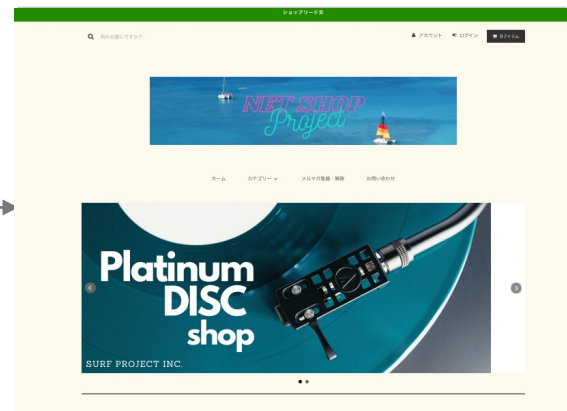 ショップリード文
何かお探しですか？
アカウント ログイン 0アイテム
NET SHOP
Project
ホーム カテゴリー メルマガ登録・解除 お問い合わせ
Platinum
DISC
shop
SURF PROJECT INC.